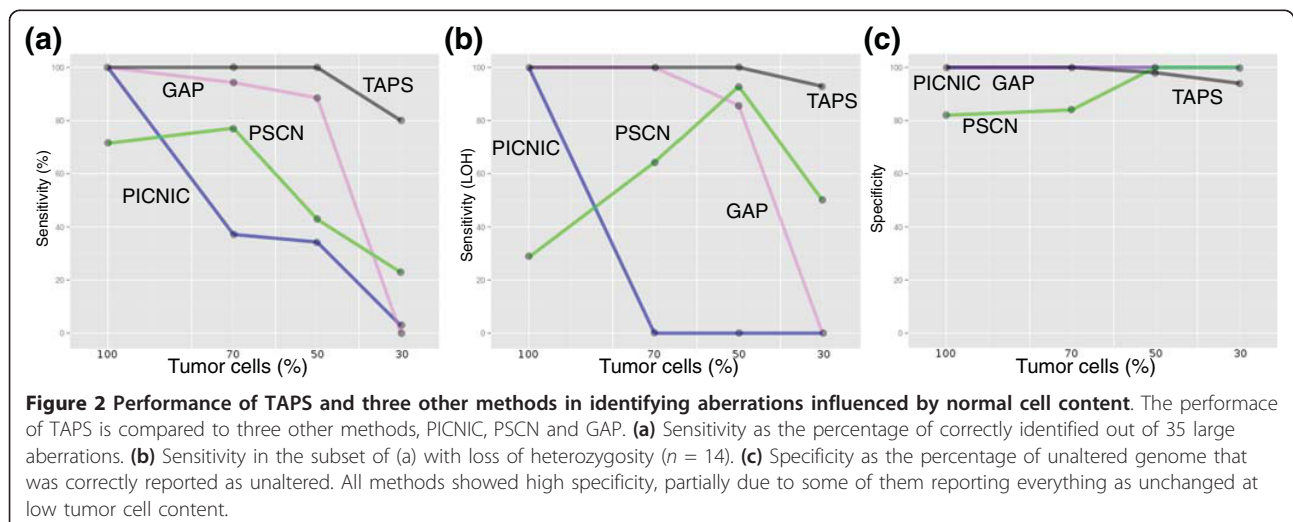 (a)
100
80
60
40
20
0
Sensitivity (%)
GAP
TAPS
PSCN
PICNIC
100 70 50 30
Tumor cells (%)
(b)
100
80
60
40
20
0
Sensitivity (LOH)
PICNIC
PSCN
TAPS
GAP
100 70 50 30
Tumor cells (%)
(c)
100
80
60
40
20
0
Specificity
PICNIC GAP
PSCN
TAPS
100 70 50 30
Tumor cells (%)
Figure 2 Performance of TAPS and three other methods in identifying aberrations influenced by normal cell content. The performace
of TAPS is compared to three other methods, PICNIC, PSCN and GAP. (a) Sensitivity as the percentage of correctly identified out of 35 large
aberrations. (b) Sensitivity in the subset of (a) with loss of heterozygosity (n = 14). (c) Specificity as the percentage of unaltered genome that
was correctly reported as unaltered. All methods showed high specificity, partially due to some of them reporting everything as unchanged at
low tumor cell content.